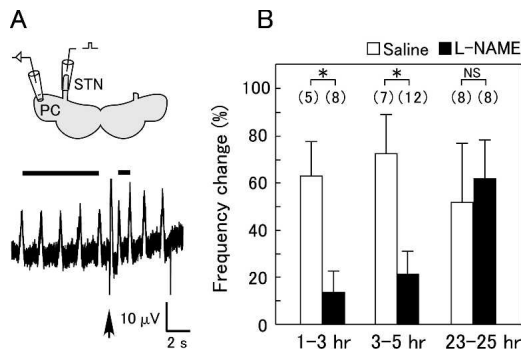 A
STN
PC
10 μV
2 s
B
Saline L-NAME
* * NS
(5) (8) (7) (12) (8) (8)
Frequency change (%)
100
80
60
40
20
0
1-3 hr 3-5 hr 23-25 hr